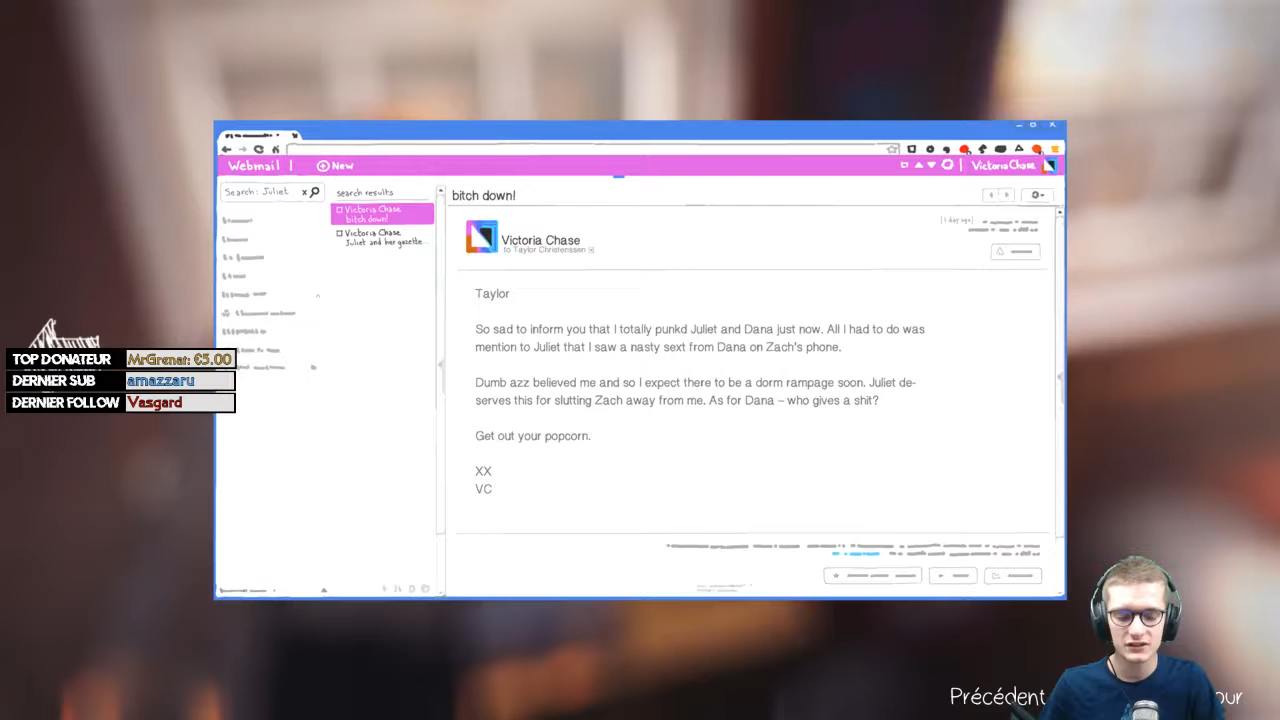 Webmail |
New
Victoria Chase
Search: Juliet
x
search results
Victoria Chase
bitch down!
Victoria Chase
Juliet and her gazette...
bitch down!
[1 day ago]
Victoria Chase
to Taylor Christenssen
Taylor
So sad to inform you that I totally punkd Juliet and Dana just now. All I had to do was
mention to Juliet that I saw a nasty sext from Dana on Zach's phone.
Dumb azz believed me and so I expect there to be a dorm rampage soon. Juliet de-
serves this for slutting Zach away from me. As for Dana – who gives a shit?
Get out your popcorn.
XX
VC
TOP DONATEUR MrGrenat: €5.00
DERNIER SUB amazzaru
DERNIER FOLLOW Vasgard
Précédent